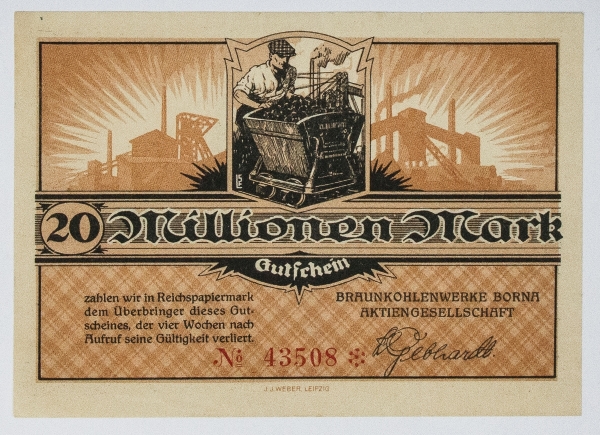 20 Millionen Mark
Gutschein
zahlen wir in Reichspapiermark
dem Überbringer dieses Gut-
scheines, der vier Wochen nach
Aufruf seine Gültigkeit verliert.
BRAUNKOHLENWERKE BORNA
AKTIENGESELLSCHAFT
№ 43508
Gebhardt.
J.J.WEBER, LEIPZIG